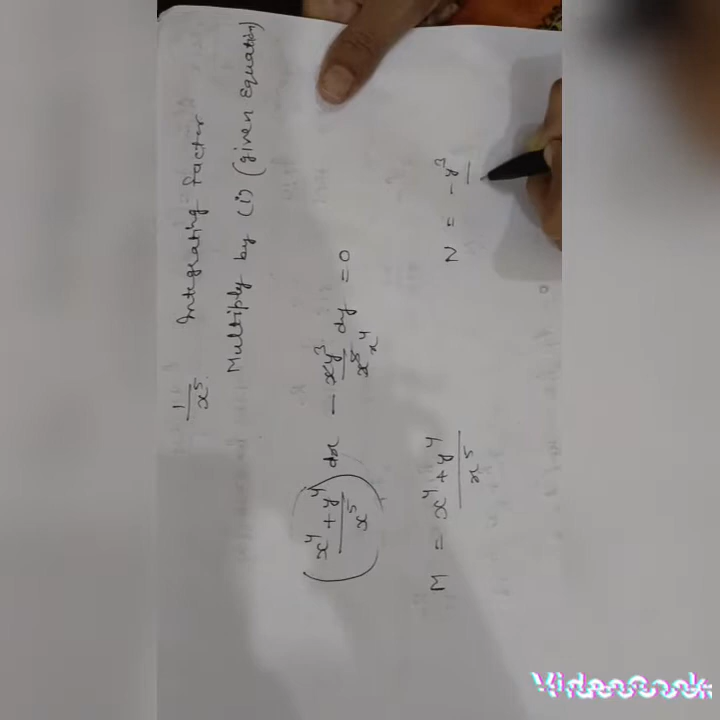 1/x⁵ Integrating Factor
Multiply by (i) (given Equation)
(x⁴ + y⁴ / x⁵) dx − xy³ / x⁵ x⁴ dy = 0
M = x⁴ + y⁴ / x⁵ N = −y³
VideoBook